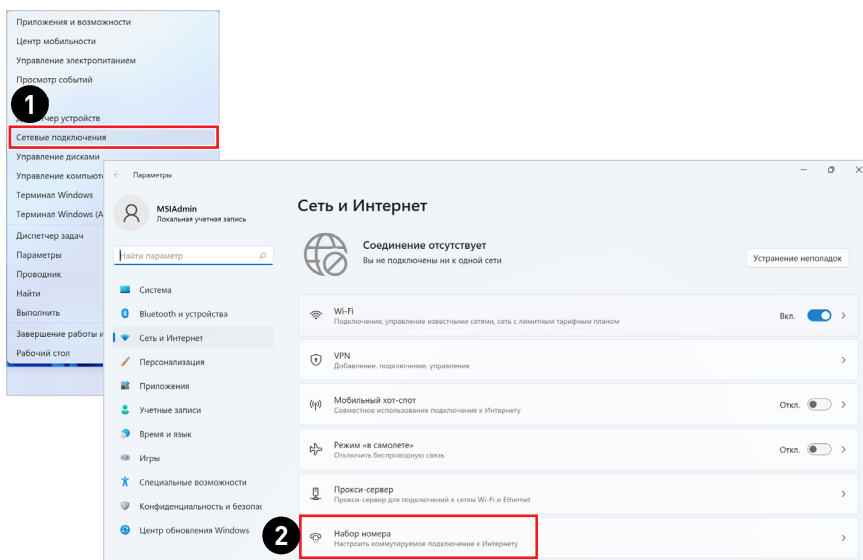 Приложения и возможности
Центр мобильности
Управление электропитанием
Просмотр событий
1
устройств
Сетевые подключения
Управление дисками
Управление
Терминал Windows
Терминал Windows (А
Диспетчер задач
Параметры
Проводник
Найти
Выполнить
Завершение работы и
Рабочий стол
Параметры
MSIAdmin
Локальная учетная запись
Найти параметр
Система
Bluetooth и устройства
Сеть и Интернет
Персонализация
Приложения
Учетные записи
Время и язык
Игры
Специальные возможности
Конфиденциальность и безопас
Центр обновления Windows
Сеть и Интернет
Соединение отсутствует
Вы не подключены ни к одной сети
Устранение неполадок
Wi-Fi
Подключение, управление известными сетями, сеть с лимитным тарифным планом
Вкл.
VPN
Добавление, подключение, управление
Мобильный хот-спот
Совместное использование подключения к Интернету
Откл.
Режим «в самолете»
Отключить беспроводную связь
Откл.
Прокси-сервер
Прокси-сервер для подключений к сетям Wi-Fi и Ethernet
2
Набор номера
Настроить коммутируемое подключение к Интернету